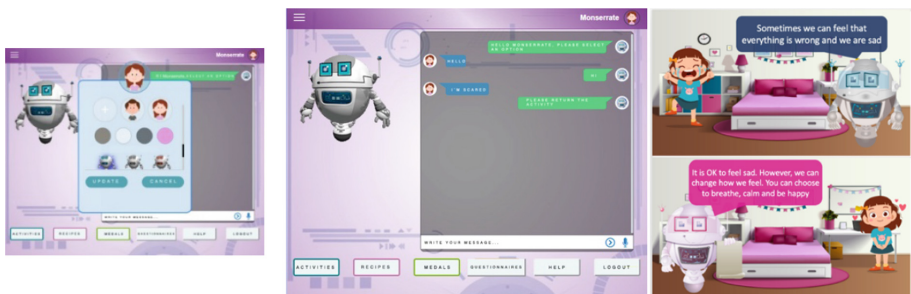 Monserrate
UPDATE
CANCEL
WRITE YOUR MESSAGE...
ACTIVITIES
RECIPES
MEDALS
QUESTIONNAIRES
HELP
LOGOUT
Monserrate
HELLO MONSERRATE, PLEASE SELECT
AN OPTION
HELLO
HI
I'M SCARED
PLEASE RETURN THE
ACTIVITY
WRITE YOUR MESSAGE...
ACTIVITIES
RECIPES
MEDALS
QUESTIONNAIRES
HELP
LOGOUT
Sometimes we can feel that
everything is wrong and we are sad
It is OK to feel sad. However, we can
change how we feel. You can choose
to breathe, calm and be happy